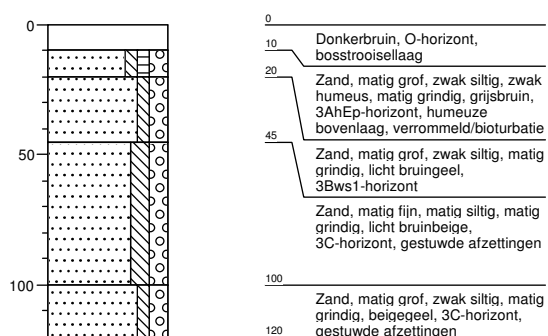 0
50
100
0
10
Donkerbruin, O-horizont,
bosstrooisellaag
20
Zand, matig grof, zwak siltig, zwak
humeus, matig grindig, grijsbruin,
3AhEp-horizont, humeuze
bovenlaag, verrommeld/bioturbatie
45
Zand, matig grof, zwak siltig, matig
grindig, licht bruingeel,
3Bws1-horizont
Zand, matig fijn, matig siltig, matig
grindig, licht bruinbeige,
3C-horizont, gestuwde afzettingen
100
Zand, matig grof, zwak siltig, matig
grindig, beigegeel, 3C-horizont,
gestuwde afzettingen
120